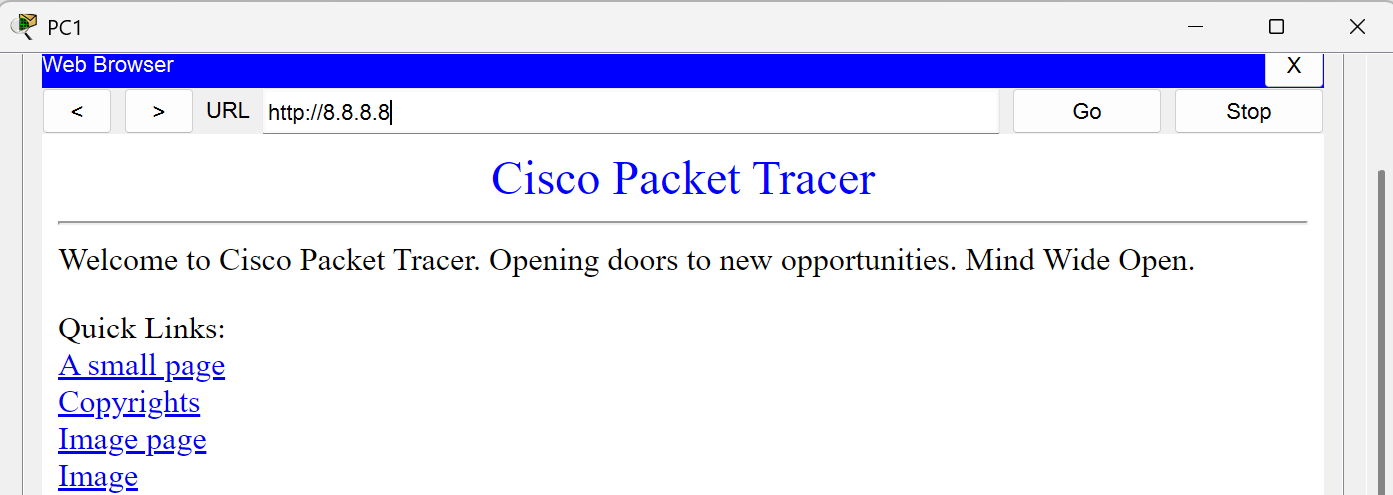 PC1
Web Browser
X
<
>
URL
http://8.8.8.8
Go
Stop
Cisco Packet Tracer
Welcome to Cisco Packet Tracer. Opening doors to new opportunities. Mind Wide Open.
Quick Links:
A small page
Copyrights
Image page
Image